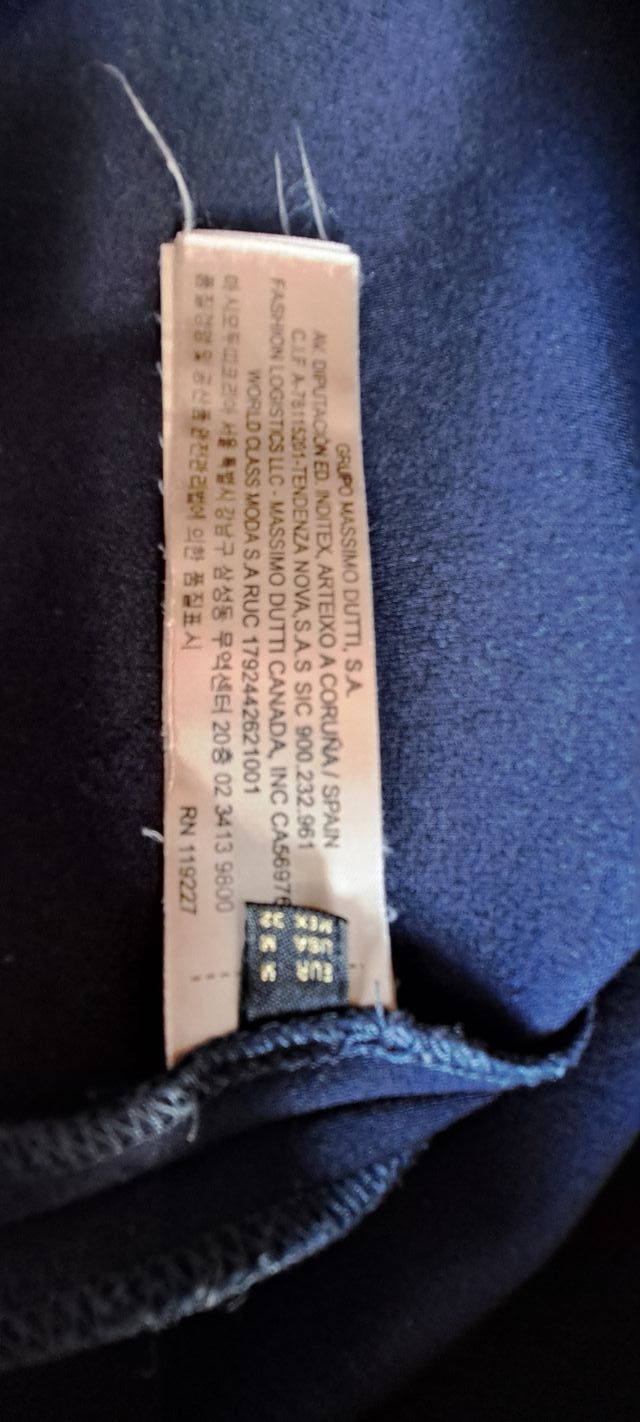 GRUPO MASSIMO DUTTI, S.A.
AV. DIPUTACIÓN ED. INDITEX, ARTEIXO A CORUÑA / SPAIN
C.I.F A-78115201-TENDENZA NOVA,S.A.S SIC 900.232.961
FASHION LOGISTICS LLC - MASSIMO DUTTI CANADA, INC CA56976
WORLD CLASS MODA S.A RUC 1792442621001
마시모두띠코리아 서울 특별시 강남구 삼성동 무역센터 20층 02 3413 9800
품질경영 및 공산품 안전관리법에 의한 품질표시 RN 119227
EUR M
USA M
MEX 32